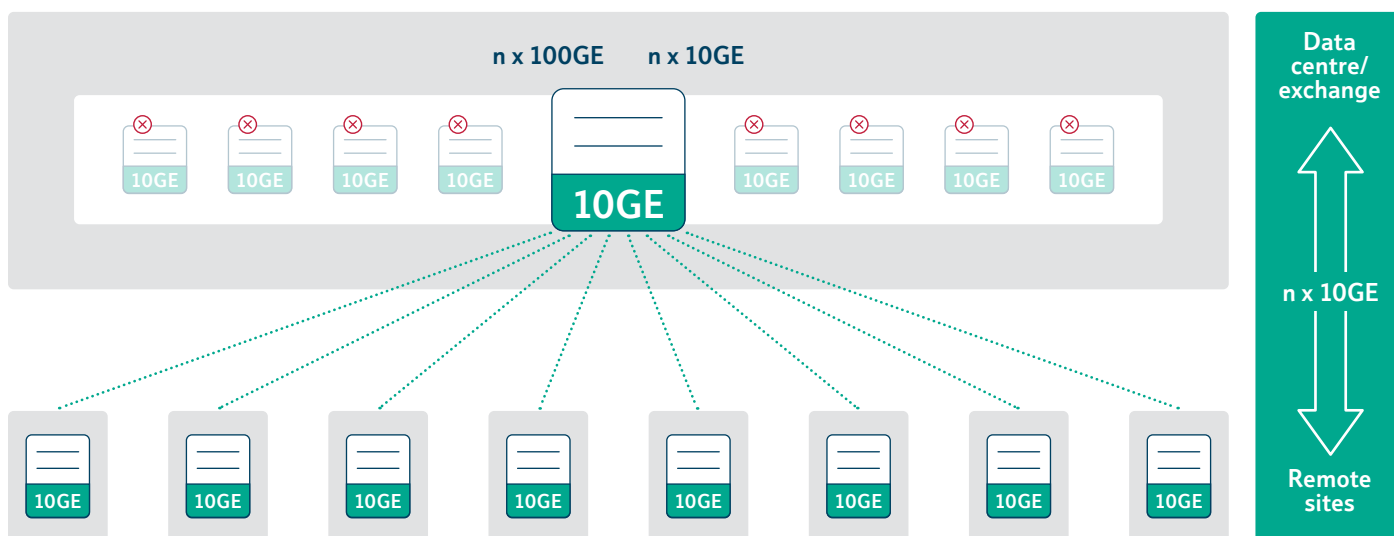 n x 100GE n x 10GE
10GE 10GE 10GE 10GE 10GE 10GE 10GE 10GE 10GE
10GE 10GE 10GE 10GE 10GE 10GE 10GE 10GE
Data
centre/
exchange
n x 10GE
Remote
sites